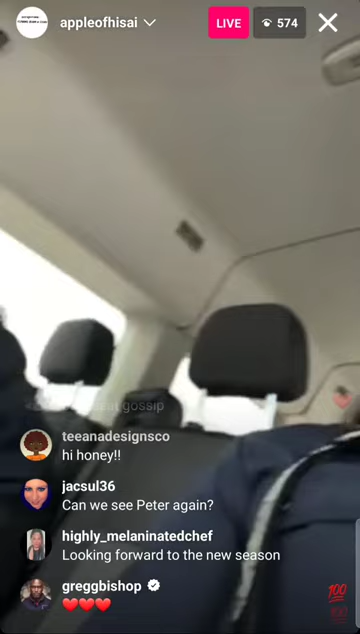 appleofhisai
LIVE
574
gossip
teeanadesignsco
hi honey!!
jacsul36
Can we see Peter again?
highly_melaninatedchef
Looking forward to the new season
greggbishop
❤️❤️❤️
💯
💯